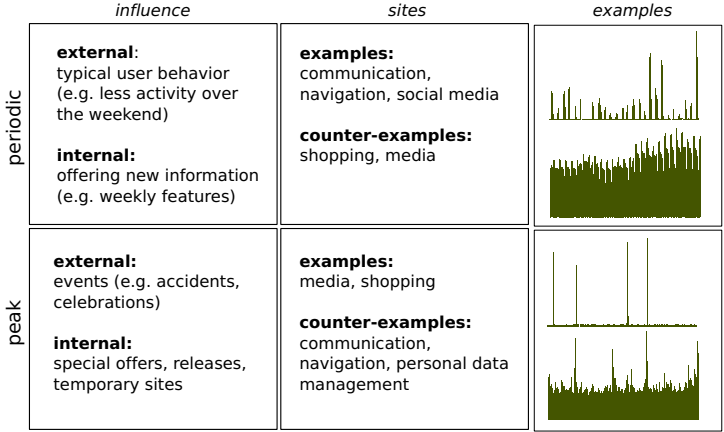 influence
sites
examples
periodic
external:
typical user behavior
(e.g. less activity over
the weekend)
internal:
offering new information
(e.g. weekly features)
examples:
communication,
navigation, social media
counter-examples:
shopping, media
peak
external:
events (e.g. accidents,
celebrations)
internal:
special offers, releases,
temporary sites
examples:
media, shopping
counter-examples:
communication,
navigation, personal data
management